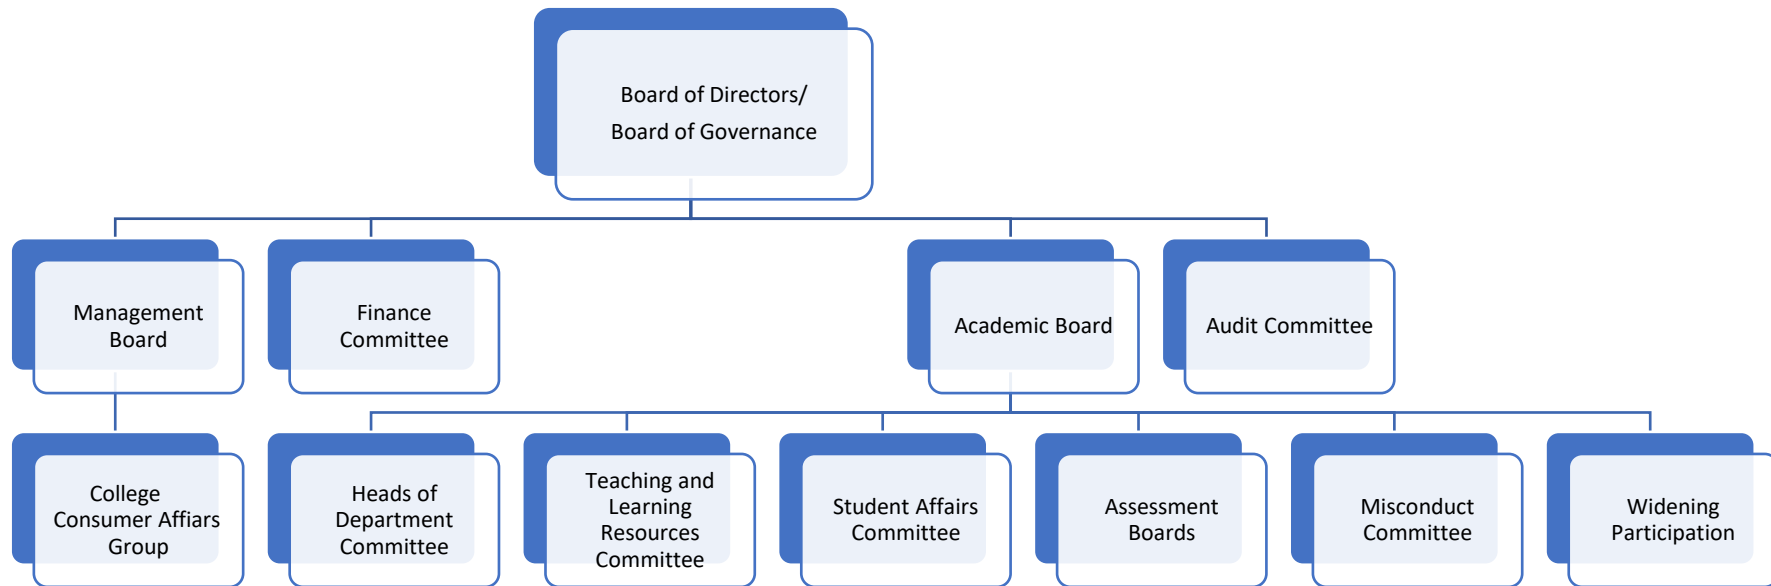 Board of Directors/
Board of Governance
Management
Board
Finance
Committee
Academic Board
Audit Committee
College
Consumer Affiars
Group
Heads of
Department
Committee
Teaching and
Learning
Resources
Committee
Student Affairs
Committee
Assessment
Boards
Misconduct
Committee
Widening
Participation